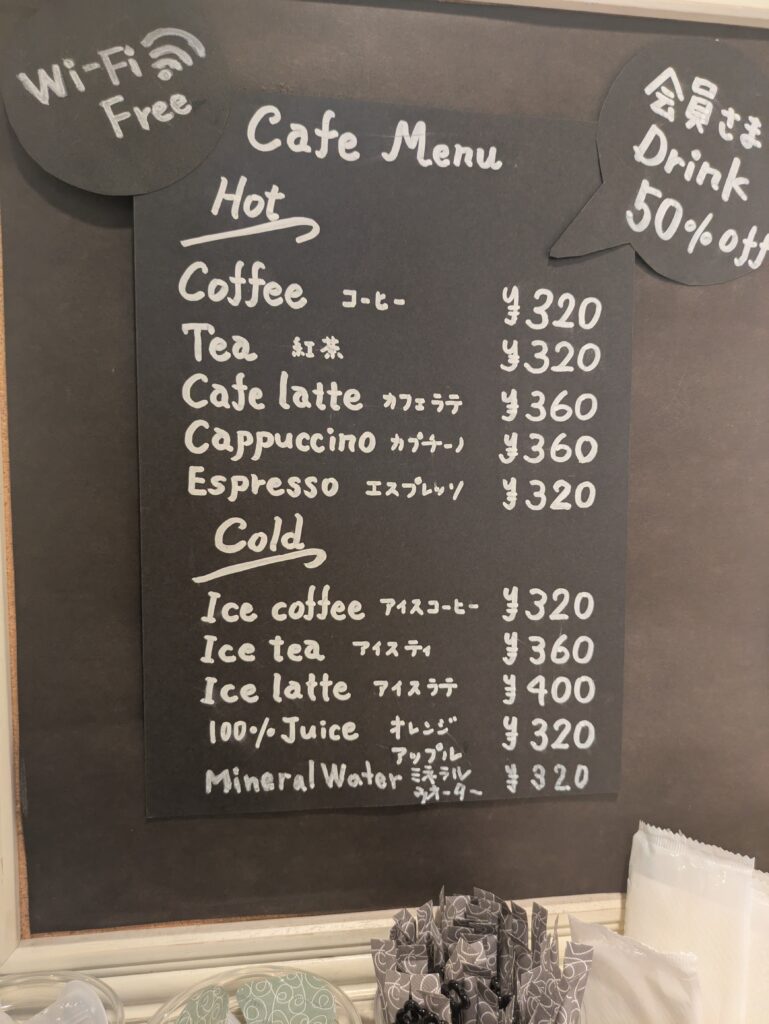 Wi-Fi
Free
会員さま
Drink
50%off
Cafe Menu
Hot
Coffee コーヒー ¥320
Tea 紅茶 ¥320
Cafe latte カフェラテ ¥360
Cappuccino カプチーノ ¥360
Espresso エスプレッソ ¥320
Cold
Ice coffee アイスコーヒー ¥320
Ice tea アイスティ ¥360
Ice latte アイスラテ ¥400
100% Juice オレンジ ¥320
アップル
Mineral Water ミネラル ¥320
ウォーター